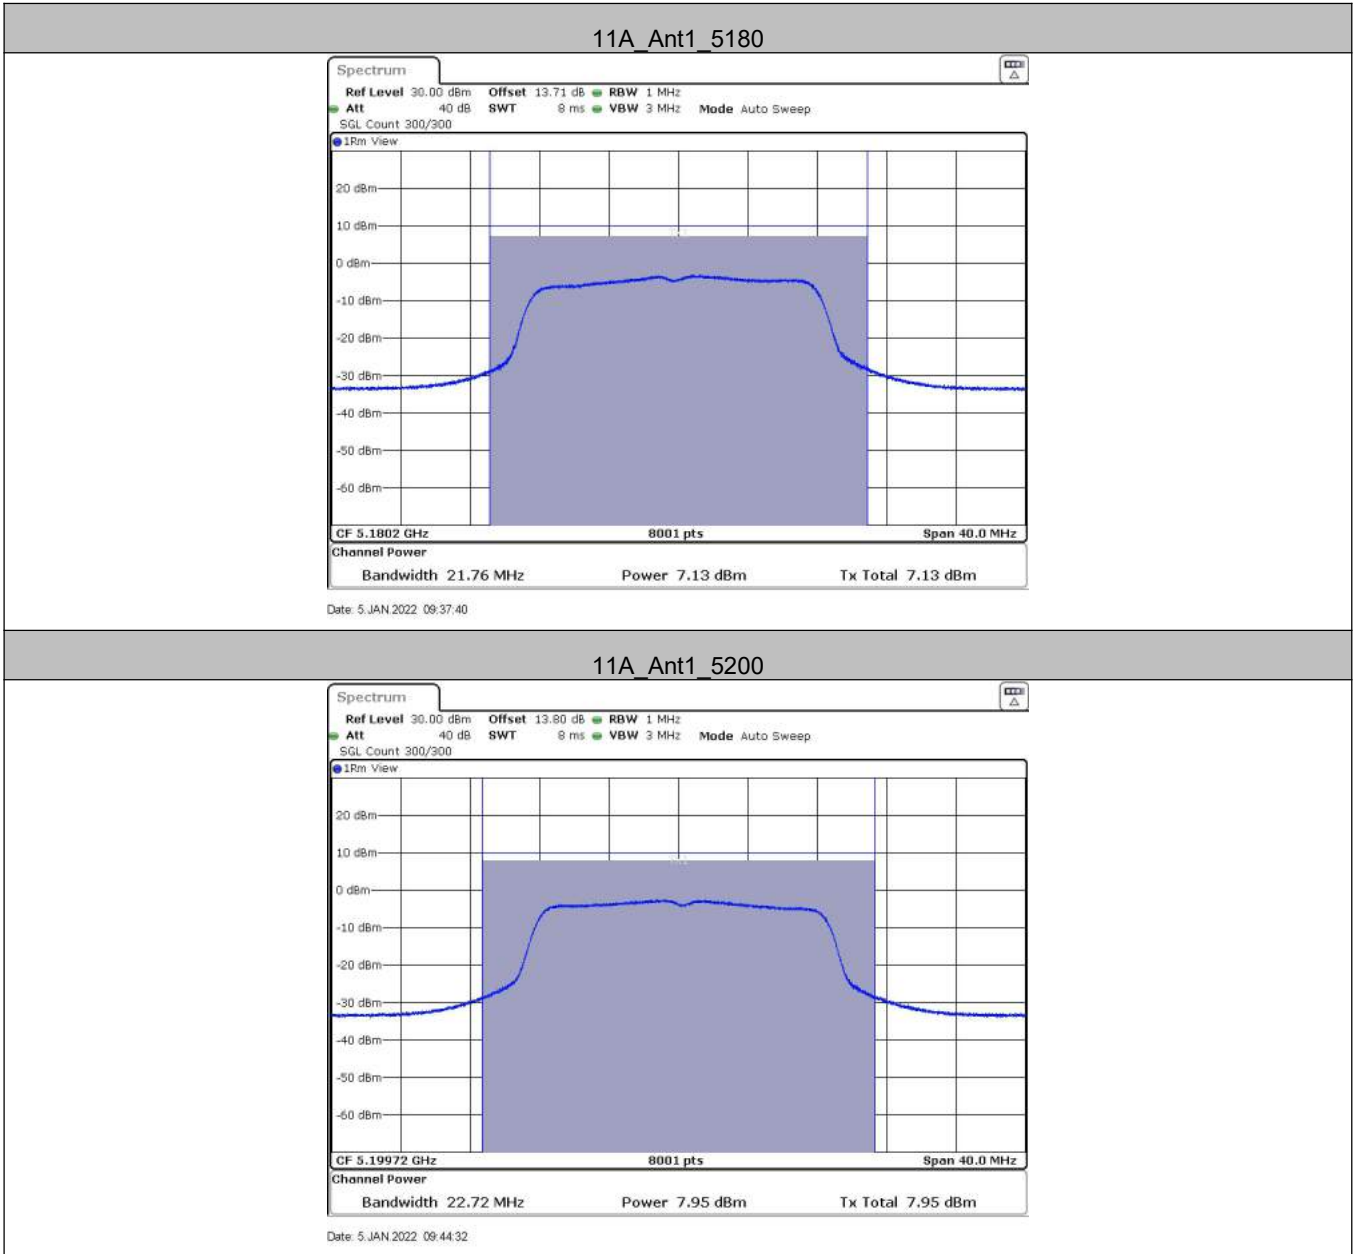 11A_Ant1_5180
Spectrum
Ref Level 30.00 dBm Offset 13.71 dB RBW 1 MHz
Att 40 dB SWT 8 ms VBW 3 MHz Mode Auto Sweep
SGL Count 300/300
1Rm View
20 dBm
10 dBm
0 dBm
-10 dBm
-20 dBm
-30 dBm
-40 dBm
-50 dBm
-60 dBm
CF 5.1802 GHz 8001 pts Span 40.0 MHz
Channel Power
Bandwidth 21.76 MHz Power 7.13 dBm Tx Total 7.13 dBm
Date: 5.JAN.2022 09:37:40
11A_Ant1_5200
Spectrum
Ref Level 30.00 dBm Offset 13.80 dB RBW 1 MHz
Att 40 dB SWT 8 ms VBW 3 MHz Mode Auto Sweep
SGL Count 300/300
1Rm View
20 dBm
10 dBm
0 dBm
-10 dBm
-20 dBm
-30 dBm
-40 dBm
-50 dBm
-60 dBm
CF 5.19972 GHz 8001 pts Span 40.0 MHz
Channel Power
Bandwidth 22.72 MHz Power 7.95 dBm Tx Total 7.95 dBm
Date: 5.JAN.2022 09:44:32